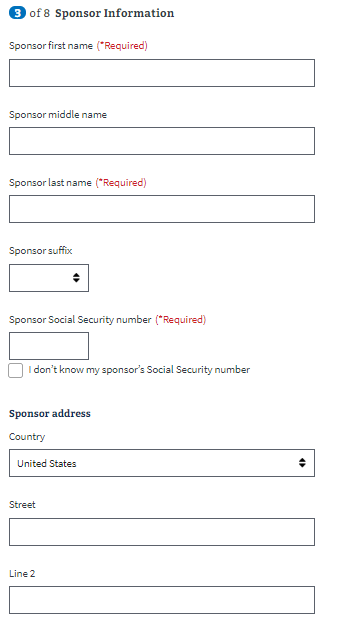 3 of 8 Sponsor Information
Sponsor first name (*Required)
Sponsor middle name
Sponsor last name (*Required)
Sponsor suffix
Sponsor Social Security number (*Required)
I don't know my sponsor's Social Security number
Sponsor address
Country
United States
Street
Line 2